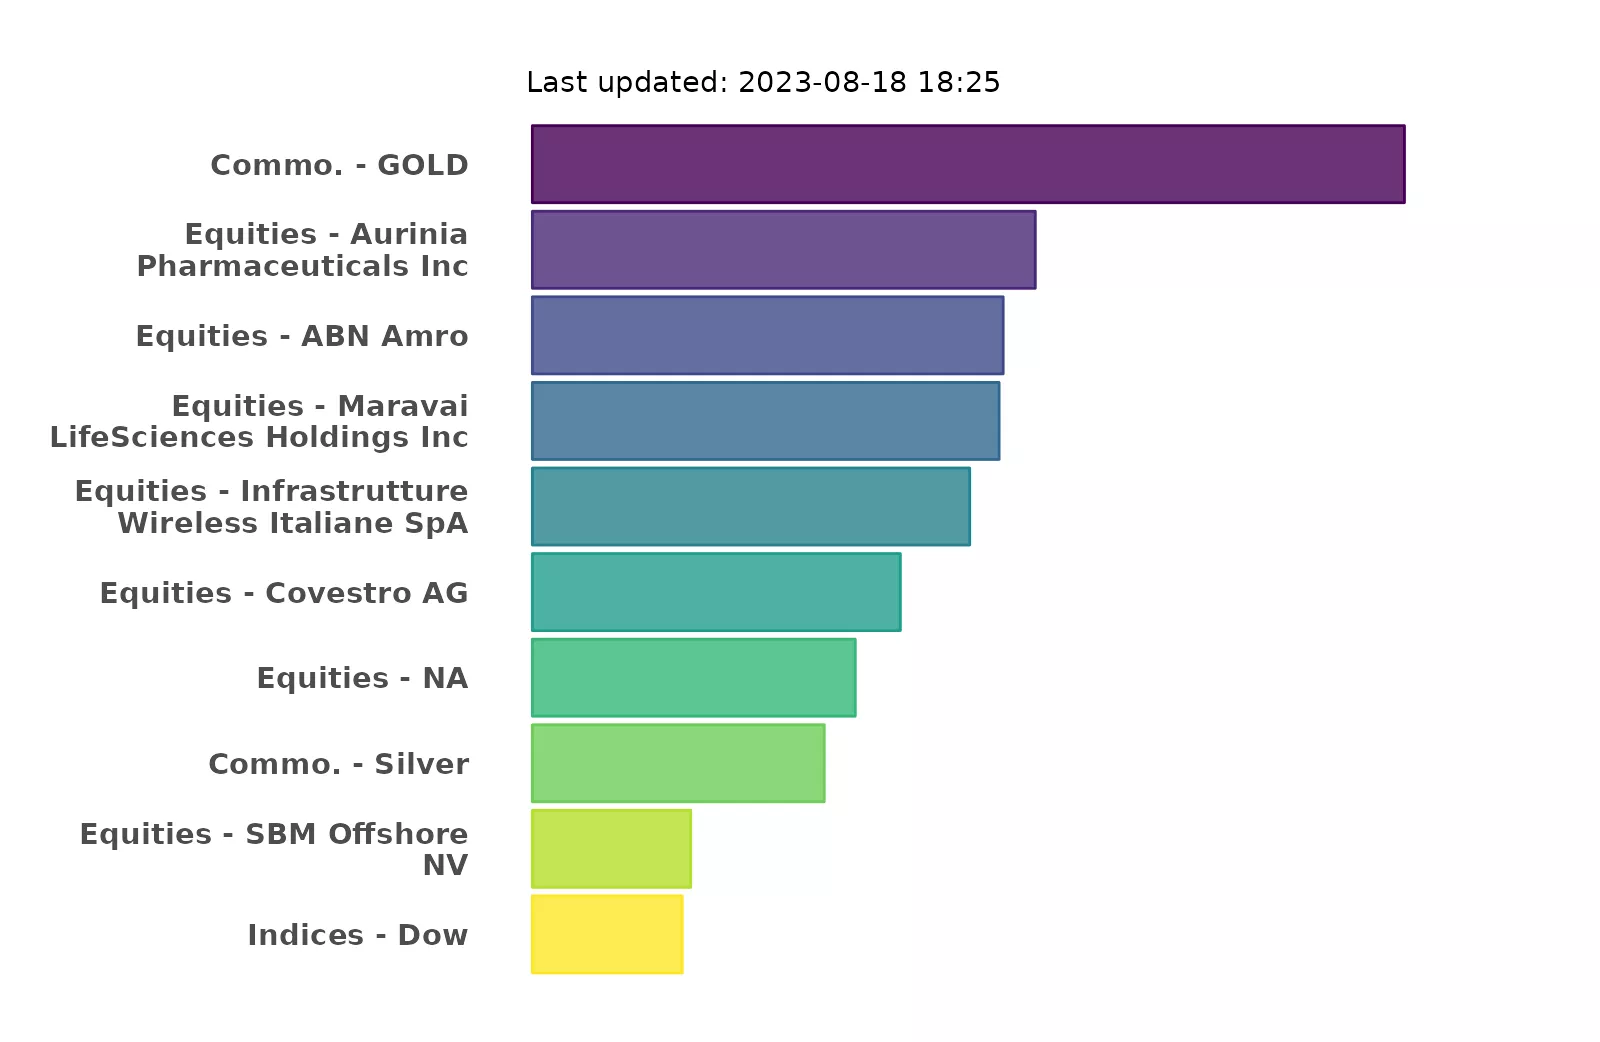 Last updated: 2023-08-18 18:25
Commo. - GOLD
Equities - Aurinia
Pharmaceuticals Inc
Equities - ABN Amro
Equities - Maravai
LifeSciences Holdings Inc
Equities - Infrastrutture
Wireless Italiane SpA
Equities - Covestro AG
Equities - NA
Commo. - Silver
Equities - SBM Offshore
NV
Indices - Dow